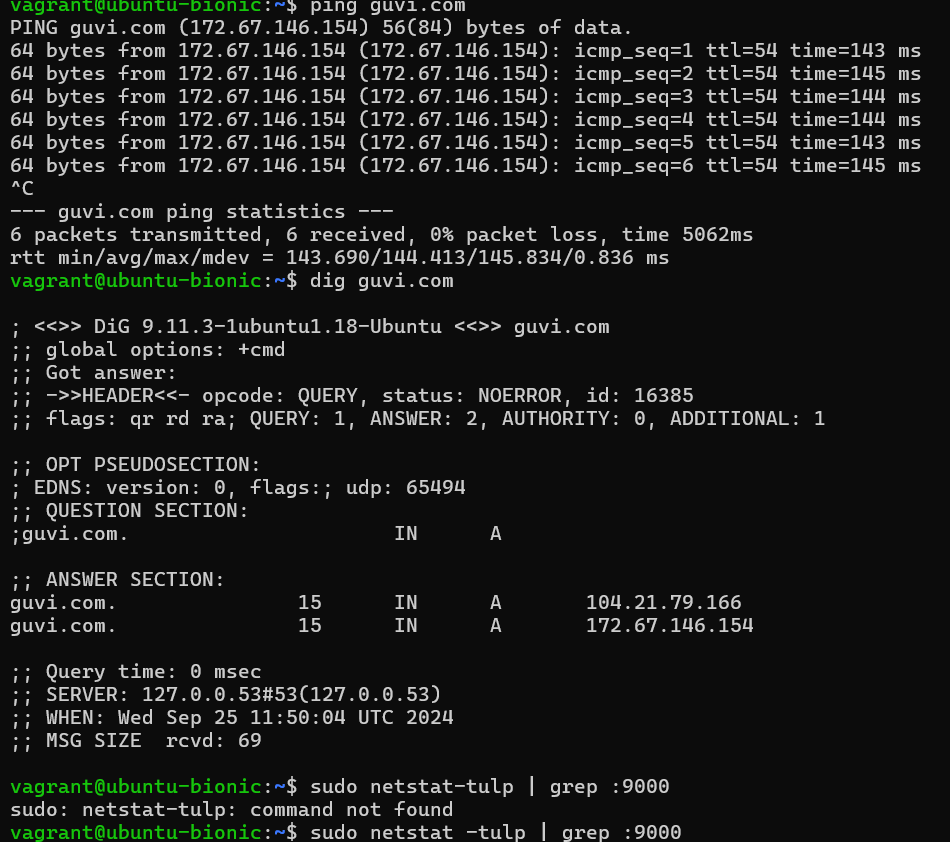 vagrant@ubuntu-bionic:~$ ping guvi.com
PING guvi.com (172.67.146.154) 56(84) bytes of data.
64 bytes from 172.67.146.154 (172.67.146.154): icmp_seq=1 ttl=54 time=143 ms
64 bytes from 172.67.146.154 (172.67.146.154): icmp_seq=2 ttl=54 time=145 ms
64 bytes from 172.67.146.154 (172.67.146.154): icmp_seq=3 ttl=54 time=144 ms
64 bytes from 172.67.146.154 (172.67.146.154): icmp_seq=4 ttl=54 time=144 ms
64 bytes from 172.67.146.154 (172.67.146.154): icmp_seq=5 ttl=54 time=143 ms
64 bytes from 172.67.146.154 (172.67.146.154): icmp_seq=6 ttl=54 time=145 ms
^C
--- guvi.com ping statistics ---
6 packets transmitted, 6 received, 0% packet loss, time 5062ms
rtt min/avg/max/mdev = 143.690/144.413/145.834/0.836 ms
vagrant@ubuntu-bionic:~$ dig guvi.com

; <<>> DiG 9.11.3-1ubuntu1.18-Ubuntu <<>> guvi.com
;; global options: +cmd
;; Got answer:
;; ->>HEADER<<- opcode: QUERY, status: NOERROR, id: 16385
;; flags: qr rd ra; QUERY: 1, ANSWER: 2, AUTHORITY: 0, ADDITIONAL: 1

;; OPT PSEUDOSECTION:
; EDNS: version: 0, flags:; udp: 65494
;; QUESTION SECTION:
;guvi.com.                      IN      A

;; ANSWER SECTION:
guvi.com.               15      IN      A       104.21.79.166
guvi.com.               15      IN      A       172.67.146.154

;; Query time: 0 msec
;; SERVER: 127.0.0.53#53(127.0.0.53)
;; WHEN: Wed Sep 25 11:50:04 UTC 2024
;; MSG SIZE  rcvd: 69

vagrant@ubuntu-bionic:~$ sudo netstat-tulp | grep :9000
sudo: netstat-tulp: command not found
vagrant@ubuntu-bionic:~$ sudo netstat -tulp | grep :9000